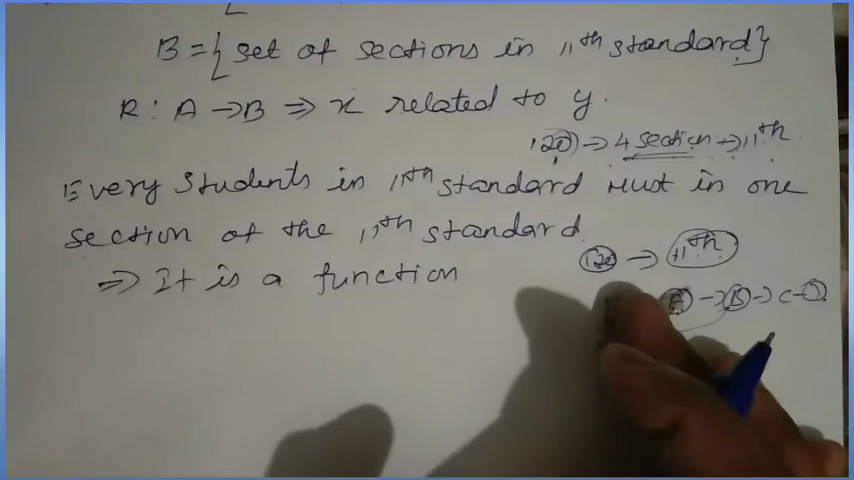 B = { set of sections in 11th standard }
R : A → B ⇒ x related to y.
120 → 4 section → 11th
Every students in 11th standard must in one
section of the 11th standard.
120 → 11th
⇒ It is a function
A → B → C - D